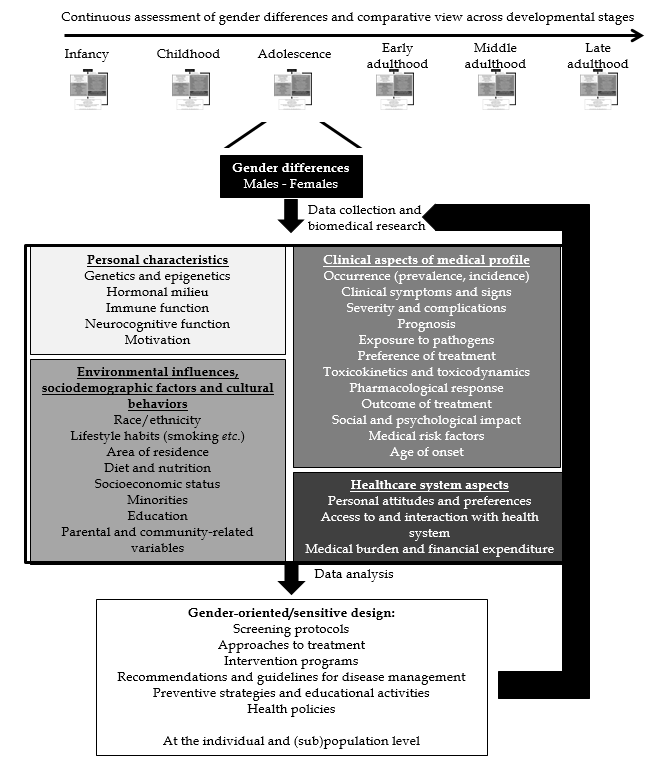 Continuous assessment of gender differences and comparative view across developmental stages
Infancy
Childhood
Adolescence
Early
adulthood
Middle
adulthood
Late
adulthood
Gender differences
Males - Females
Data collection and
biomedical research
Personal characteristics
Genetics and epigenetics
Hormonal milieu
Immune function
Neurocognitive function
Motivation
Environmental influences,
sociodemographic factors and cultural
behaviors
Race/ethnicity
Lifestyle habits (smoking etc.)
Area of residence
Diet and nutrition
Socioeconomic status
Minorities
Education
Parental and community-related
variables
Clinical aspects of medical profile
Occurrence (prevalence, incidence)
Clinical symptoms and signs
Severity and complications
Prognosis
Exposure to pathogens
Preference of treatment
Toxicokinetics and toxicodynamics
Pharmacological response
Outcome of treatment
Social and psychological impact
Medical risk factors
Age of onset
Healthcare system aspects
Personal attitudes and preferences
Access to and interaction with health
system
Medical burden and financial expenditure
Data analysis
Gender-oriented/sensitive design:
Screening protocols
Approaches to treatment
Intervention programs
Recommendations and guidelines for disease management
Preventive strategies and educational activities
Health policies
At the individual and (sub)population level